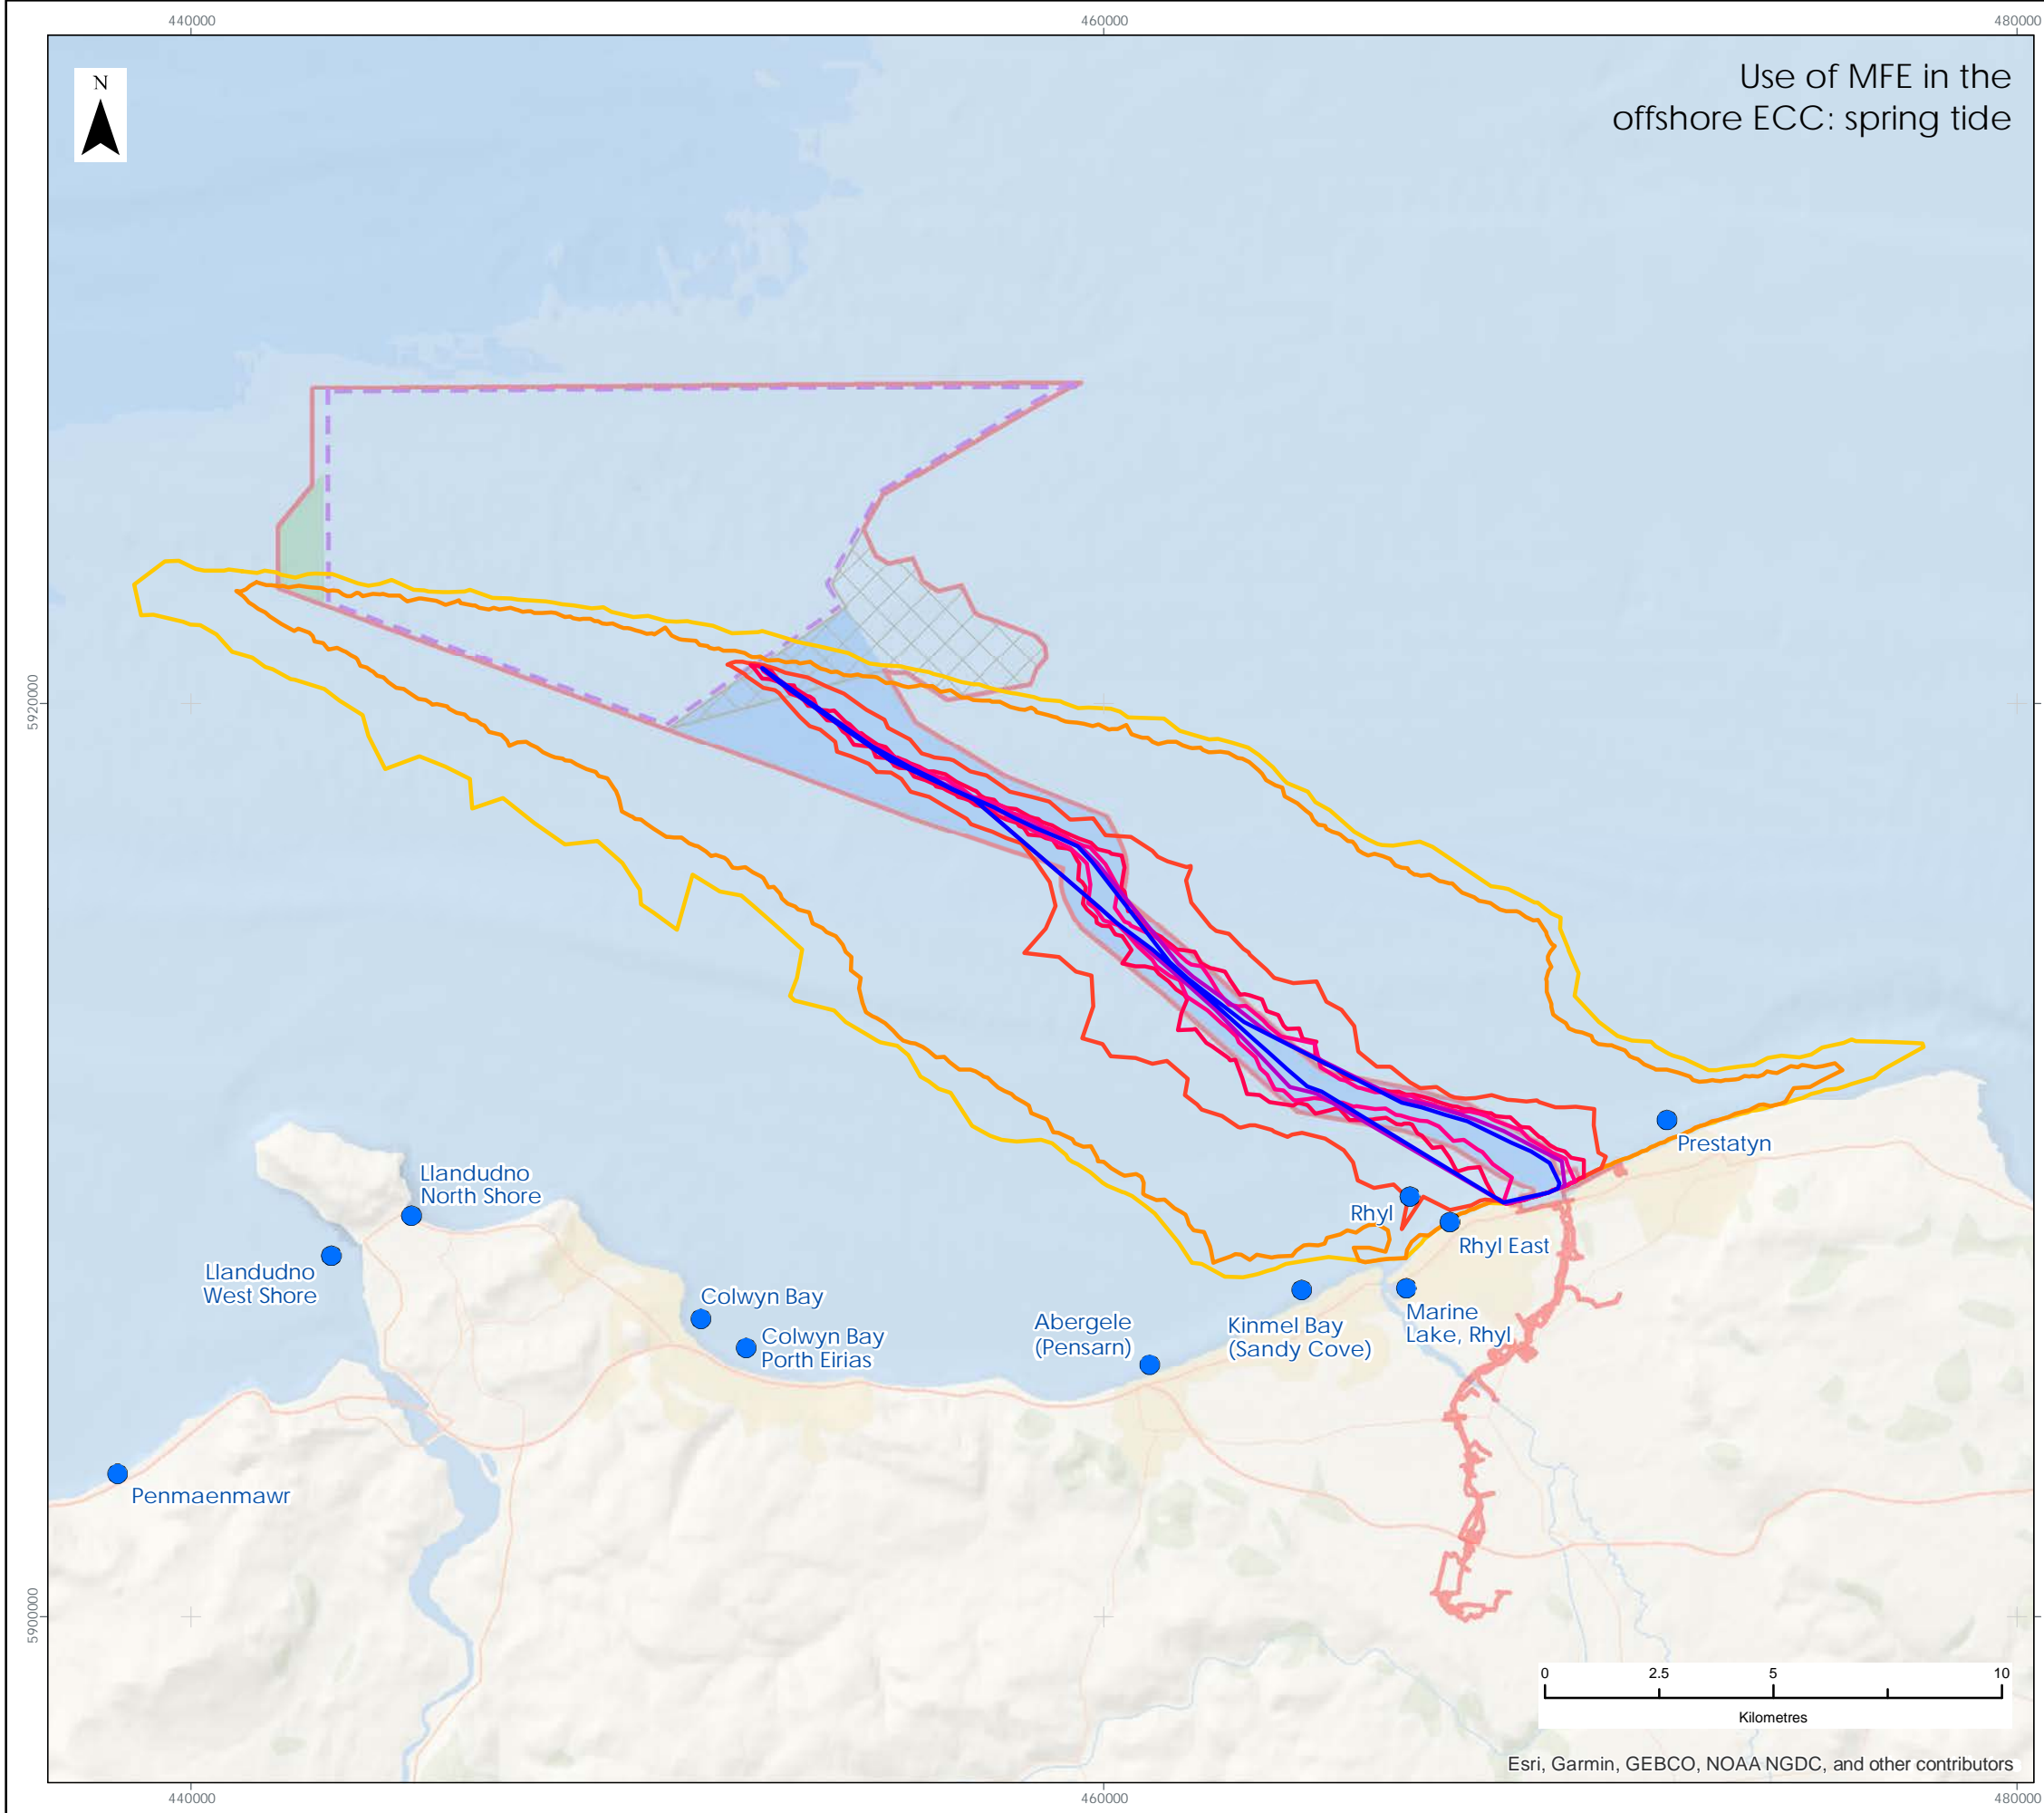 440000
460000
480000
N
Use of MFE in the
offshore ECC: spring tide
5920000
Prestatyn
Llandudno
North Shore
Rhyl
Rhyl East
Llandudno
West Shore
Colwyn Bay
Colwyn Bay
Porth Eirias
Abergele
(Pensarn)
Kinmel Bay
(Sandy Cove)
Marine
Lake, Rhyl
Penmaenmawr
5900000
0
2.5
5
10
Kilometres
Esri, Garmin, GEBCO, NOAA NGDC, and other contributors
440000
460000
480000